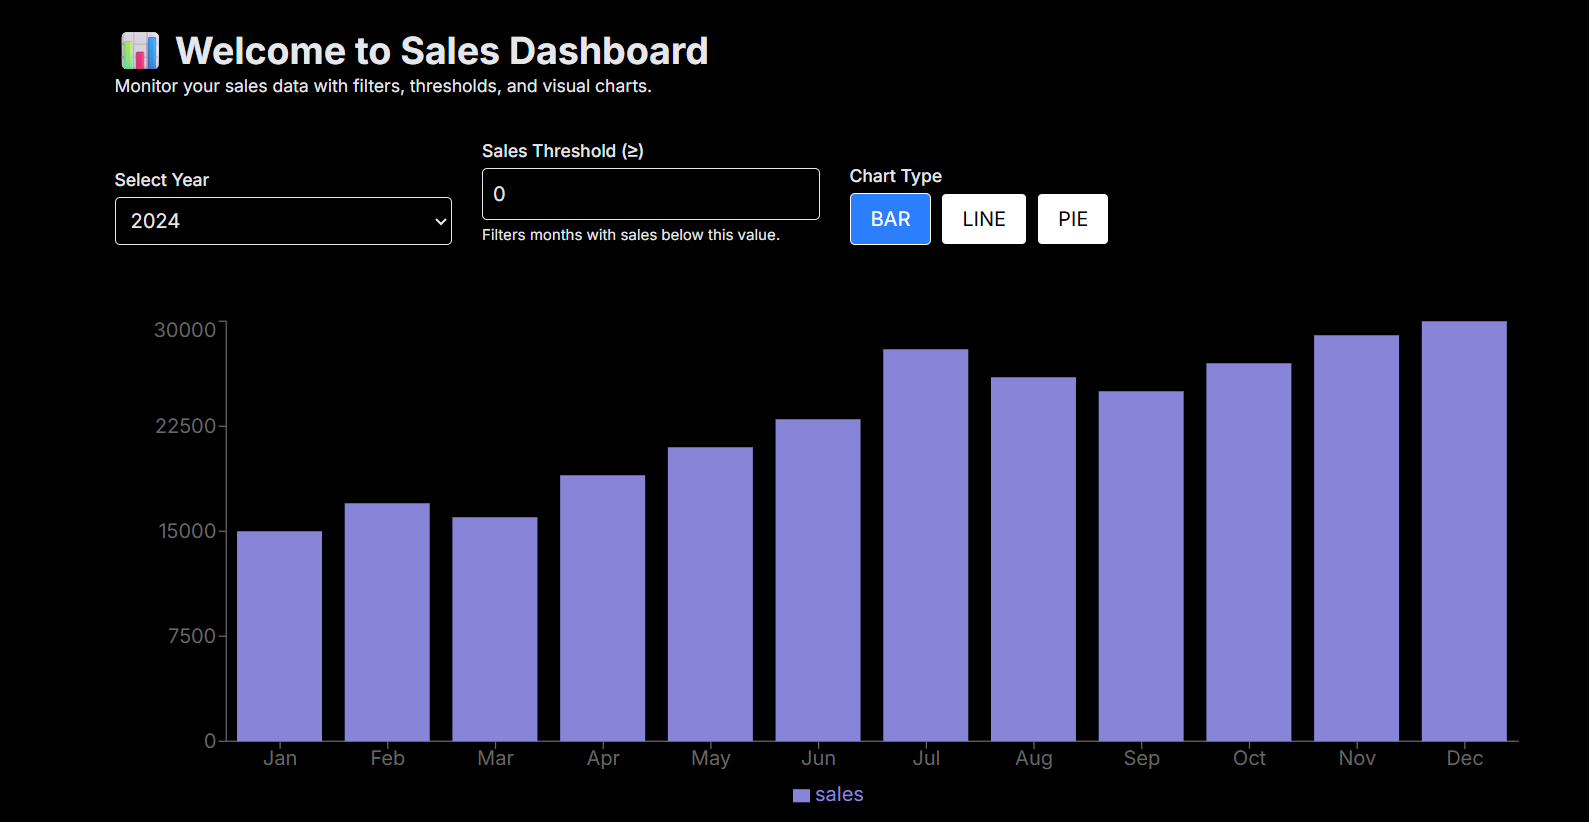 📊 Welcome to Sales Dashboard
Monitor your sales data with filters, thresholds, and visual charts.
Select Year
2024
Sales Threshold (≥)
0
Filters months with sales below this value.
Chart Type
BAR LINE PIE
30000
22500
15000
7500
0
Jan Feb Mar Apr May Jun Jul Aug Sep Oct Nov Dec
sales